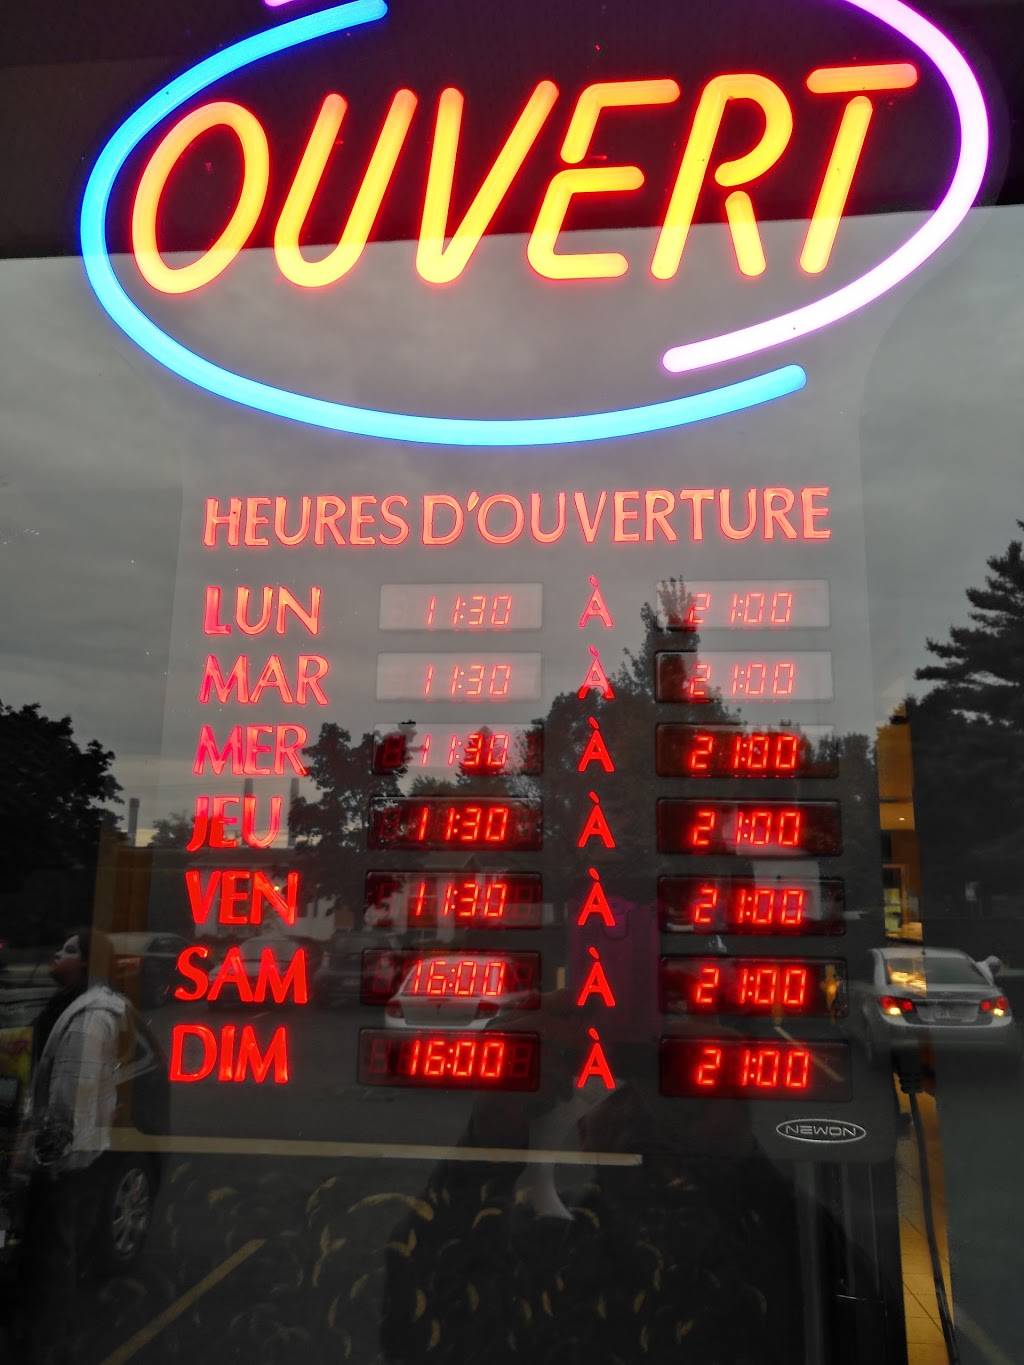 OUVERT
HEURES D'OUVERTURE
LUN 11:30 À 21:00
MAR 11:30 À 21:00
MER 11:30 À 21:00
JEU 11:30 À 21:00
VEN 11:30 À 21:00
SAM 16:00 À 21:00
DIM 16:00 À 21:00
NEWON